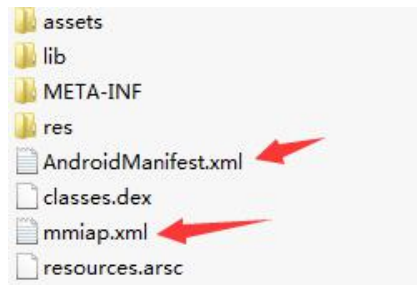 assets
lib
META-INF
res
AndroidManifest.xml
classes.dex
mmiap.xml
resources.arsc